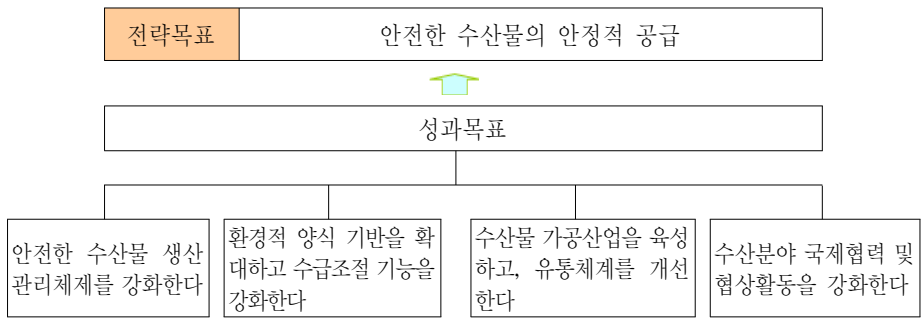 전략목표
안전한 수산물의 안정적 공급
성과목표
안전한 수산물 생산
관리체제를 강화한다
환경적 양식 기반을 확
대하고 수급조절 기능을
강화한다
수산물 가공산업을 육성
하고, 유통체계를 개선
한다
수산분야 국제협력 및
협상활동을 강화한다